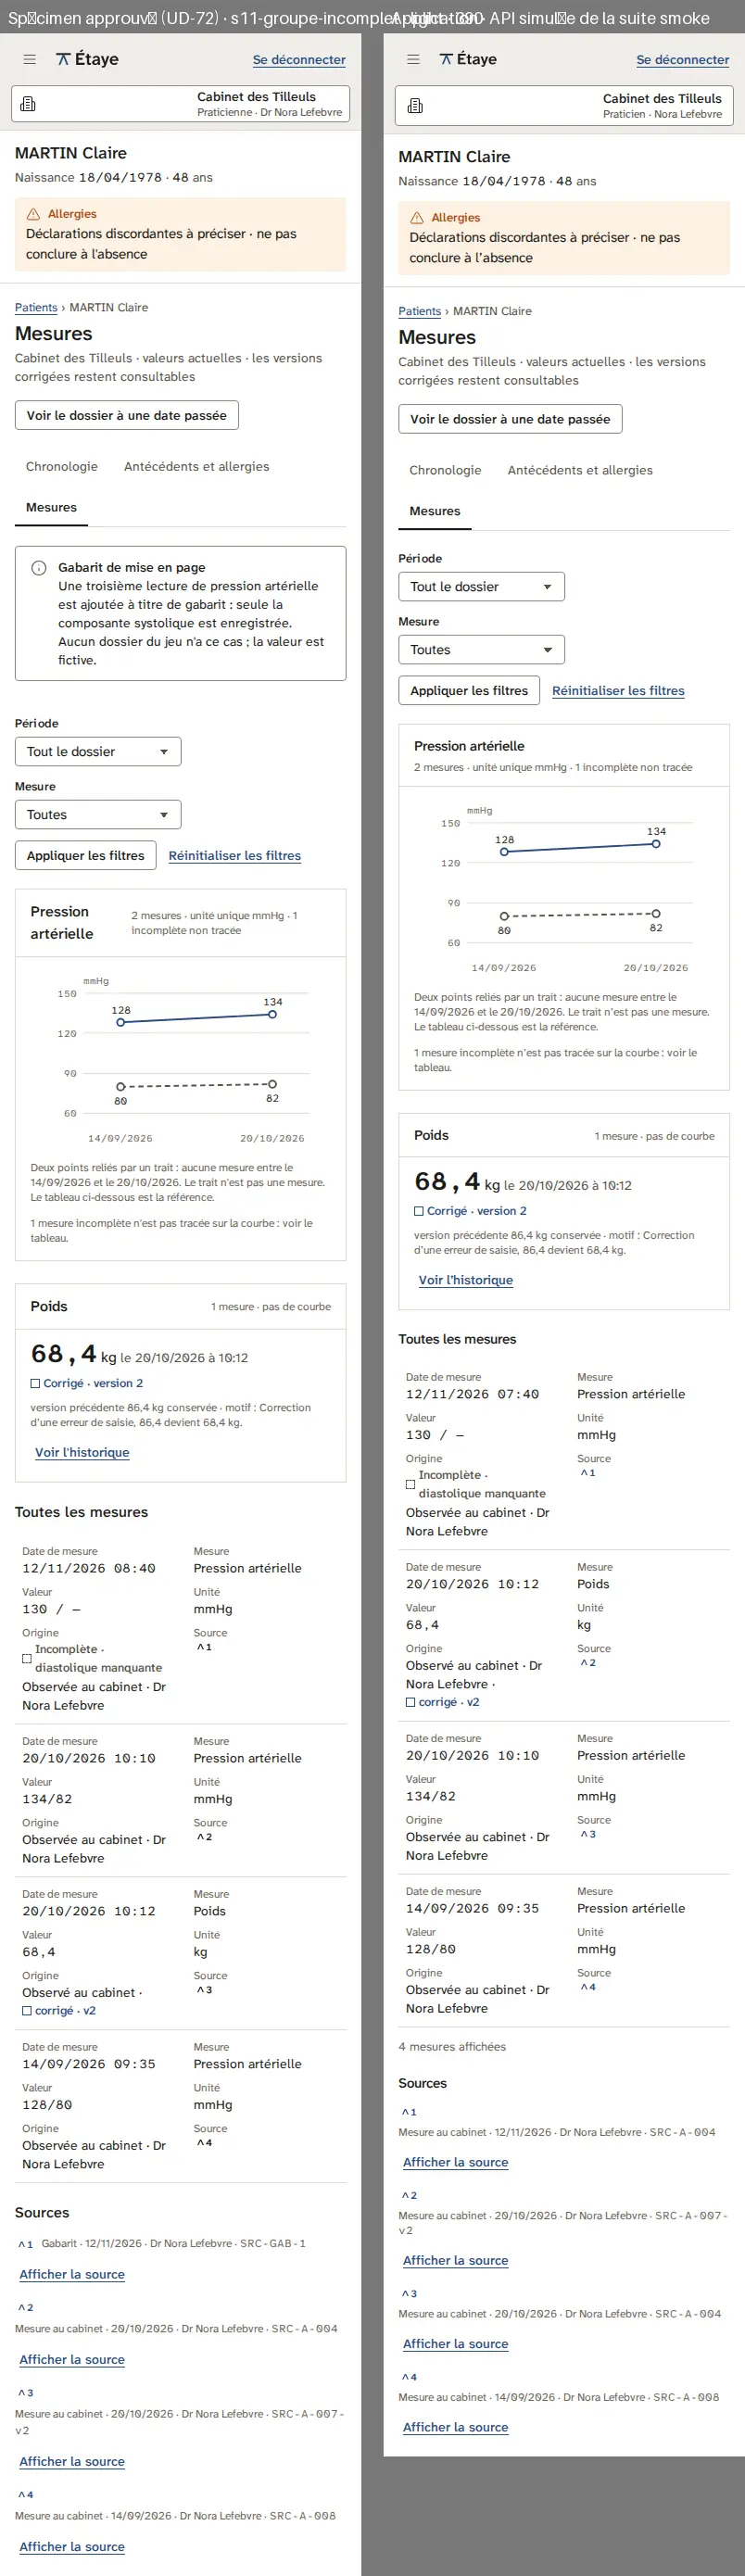 Spécimen approuvé (UD-72) · s11-groupe-incomplet
Se déconnecter
Étaye
Cabinet des Tilleuls
Praticienne · Dr Nora Lefebvre
MARTIN Claire
Naissance 18/04/1978 · 48 ans
Allergies
Déclarations discordantes à préciser · ne pas
conclure à l'absence
Patients › MARTIN Claire
Mesures
Cabinet des Tilleuls · valeurs actuelles · les versions
corrigées restent consultables
Voir le dossier à une date passée
Chronologie
Antécédents et allergies
Mesures
Gabarit de mise en page
Une troisième lecture de pression artérielle
est ajoutée à titre de gabarit : seule la
composante systolique est enregistrée.
Aucun dossier du jeu n'a ce cas ; la valeur est
fictive.
Période
Tout le dossier
Mesure
Toutes
Appliquer les filtres
Réinitialiser les filtres
Pression
artérielle
2 mesures · unité unique mmHg · 1
incomplète non tracée
mmHg
150
128
134
120
90
80
82
60
14/09/2026
20/10/2026
Deux points reliés par un trait : aucune mesure entre le
14/09/2026 et le 20/10/2026. Le trait n'est pas une mesure.
Le tableau ci-dessous est la référence.
1 mesure incomplète n'est pas tracée sur la courbe : voir le
tableau.
Poids
1 mesure · pas de courbe
68,4 kg le 20/10/2026 à 10:12
Corrigé · version 2
version précédente 86,4 kg conservée · motif : Correction
d'une erreur de saisie, 86,4 devient 68,4 kg.
Voir l'historique
Toutes les mesures
Date de mesure
Mesure
12/11/2026 08:40
Pression artérielle
Valeur
Unité
130 / —
mmHg
Origine
Source
Incomplète ·
diastolique manquante
^1
Observée au cabinet · Dr
Nora Lefebvre
Date de mesure
Mesure
20/10/2026 10:10
Pression artérielle
Valeur
Unité
134/82
mmHg
Origine
Source
Observée au cabinet · Dr
Nora Lefebvre
^2
Date de mesure
Mesure
20/10/2026 10:12
Poids
Valeur
Unité
68,4
kg
Origine
Source
Observé au cabinet ·
corrigé · v2
^3
Date de mesure
Mesure
14/09/2026 09:35
Pression artérielle
Valeur
Unité
128/80
mmHg
Origine
Source
Observée au cabinet · Dr
Nora Lefebvre
^4
Sources
^1 Gabarit · 12/11/2026 · Dr Nora Lefebvre · SRC-GAB-1
Afficher la source
^2
Mesure au cabinet · 20/10/2026 · Dr Nora Lefebvre · SRC-A-004
Afficher la source
^3
Mesure au cabinet · 20/10/2026 · Dr Nora Lefebvre · SRC-A-007-
v2
Afficher la source
^4
Mesure au cabinet · 14/09/2026 · Dr Nora Lefebvre · SRC-A-008
Afficher la source
· API simulée de la suite smoke
Étaye
Se déconnecter
Cabinet des Tilleuls
Praticien · Nora Lefebvre
MARTIN Claire
Naissance 18/04/1978 · 48 ans
Allergies
Déclarations discordantes à préciser · ne pas
conclure à l’absence
Patients › MARTIN Claire
Mesures
Cabinet des Tilleuls · valeurs actuelles · les versions
corrigées restent consultables
Voir le dossier à une date passée
Chronologie
Antécédents et allergies
Mesures
Période
Tout le dossier
Mesure
Toutes
Appliquer les filtres
Réinitialiser les filtres
Pression artérielle
2 mesures · unité unique mmHg · 1 incomplète non tracée
mmHg
150
128
134
120
90
80
82
60
14/09/2026
20/10/2026
Deux points reliés par un trait : aucune mesure entre le
14/09/2026 et le 20/10/2026. Le trait n’est pas une mesure.
Le tableau ci-dessous est la référence.
1 mesure incomplète n’est pas tracée sur la courbe : voir le
tableau.
Poids
1 mesure · pas de courbe
68,4 kg le 20/10/2026 à 10:12
Corrigé · version 2
version précédente 86,4 kg conservée · motif : Correction
d’une erreur de saisie, 86,4 devient 68,4 kg.
Voir l’historique
Toutes les mesures
Date de mesure
Mesure
12/11/2026 07:40
Pression artérielle
Valeur
Unité
130 / —
mmHg
Origine
Source
Incomplète ·
diastolique manquante
^1
Observée au cabinet · Dr
Nora Lefebvre
Date de mesure
Mesure
20/10/2026 10:12
Poids
Valeur
Unité
68,4
kg
Origine
Source
Observé au cabinet · Dr
Nora Lefebvre ·
corrigé · v2
^2
Date de mesure
Mesure
20/10/2026 10:10
Pression artérielle
Valeur
Unité
134/82
mmHg
Origine
Source
Observée au cabinet · Dr
Nora Lefebvre
^3
Date de mesure
Mesure
14/09/2026 09:35
Pression artérielle
Valeur
Unité
128/80
mmHg
Origine
Source
Observée au cabinet · Dr
Nora Lefebvre
^4
4 mesures affichées
Sources
^1
Mesure au cabinet · 12/11/2026 · Dr Nora Lefebvre · SRC-A-004
Afficher la source
^2
Mesure au cabinet · 20/10/2026 · Dr Nora Lefebvre · SRC-A-007-
v2
Afficher la source
^3
Mesure au cabinet · 20/10/2026 · Dr Nora Lefebvre · SRC-A-004
Afficher la source
^4
Mesure au cabinet · 14/09/2026 · Dr Nora Lefebvre · SRC-A-008
Afficher la source